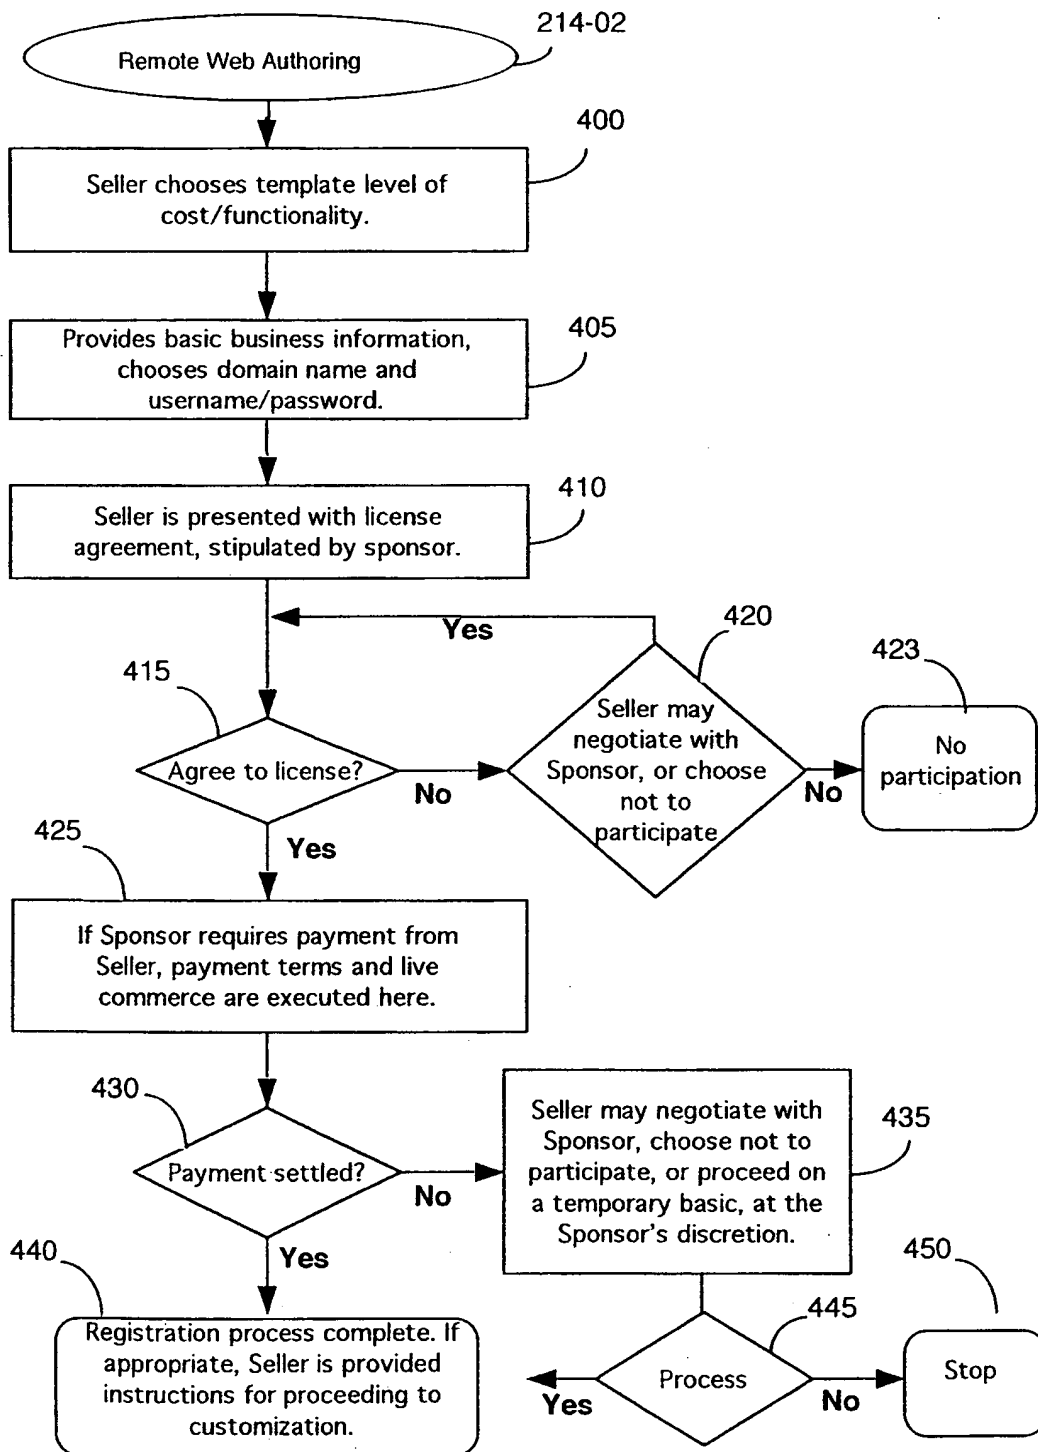 214-02
Remote Web Authoring
400
Seller chooses template level of
cost/functionality.
405
Provides basic business information,
chooses domain name and
username/password.
410
Seller is presented with license
agreement, stipulated by sponsor.
Yes
420
415
423
Agree to license?
No
Seller may
negotiate with
Sponsor, or choose
not to
participate
No
No
participation
Yes
425
If Sponsor requires payment from
Seller, payment terms and live
commerce are executed here.
430
Payment settled?
No
Seller may negotiate with
Sponsor, choose not to
participate, or proceed on
a temporary basic, at the
Sponsor's discretion.
435
Yes
440
Registration process complete. If
appropriate, Seller is provided
instructions for proceeding to
customization.
445
Process
Yes
No
450
Stop